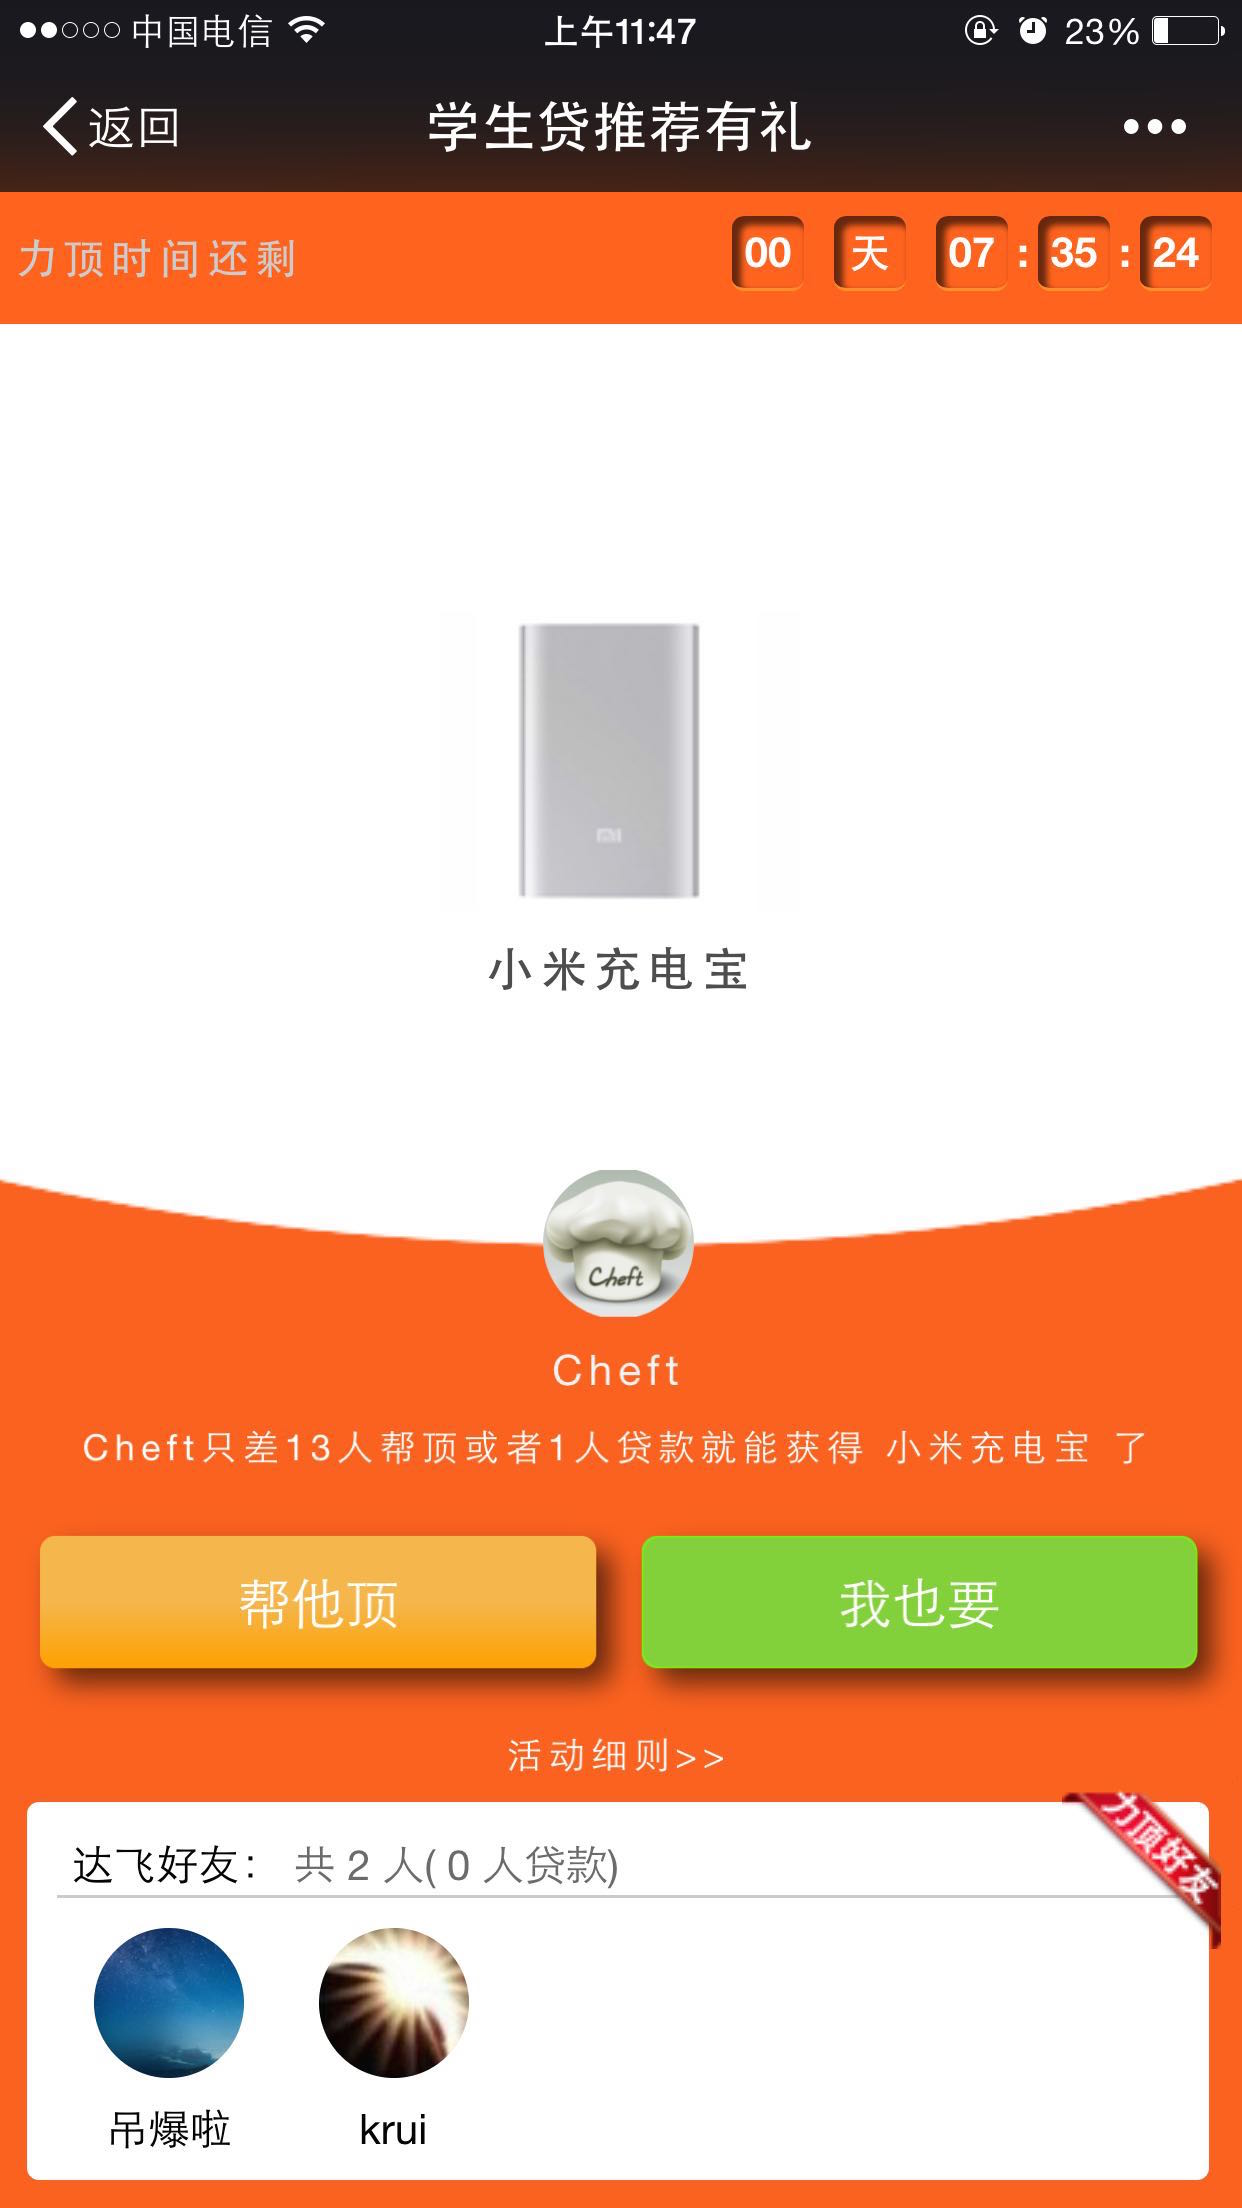 中国电信 上午11:47 23%
返回 学生贷推荐有礼
力顶时间还剩 00 天 07 : 35 : 24
mi
小米充电宝
Cheft
Cheft
Cheft只差13人帮顶或者1人贷款就能获得 小米充电宝 了
帮他顶 我也要
活动细则>>
力顶好友
达飞好友： 共 2 人( 0 人贷款)
吊爆啦 krui